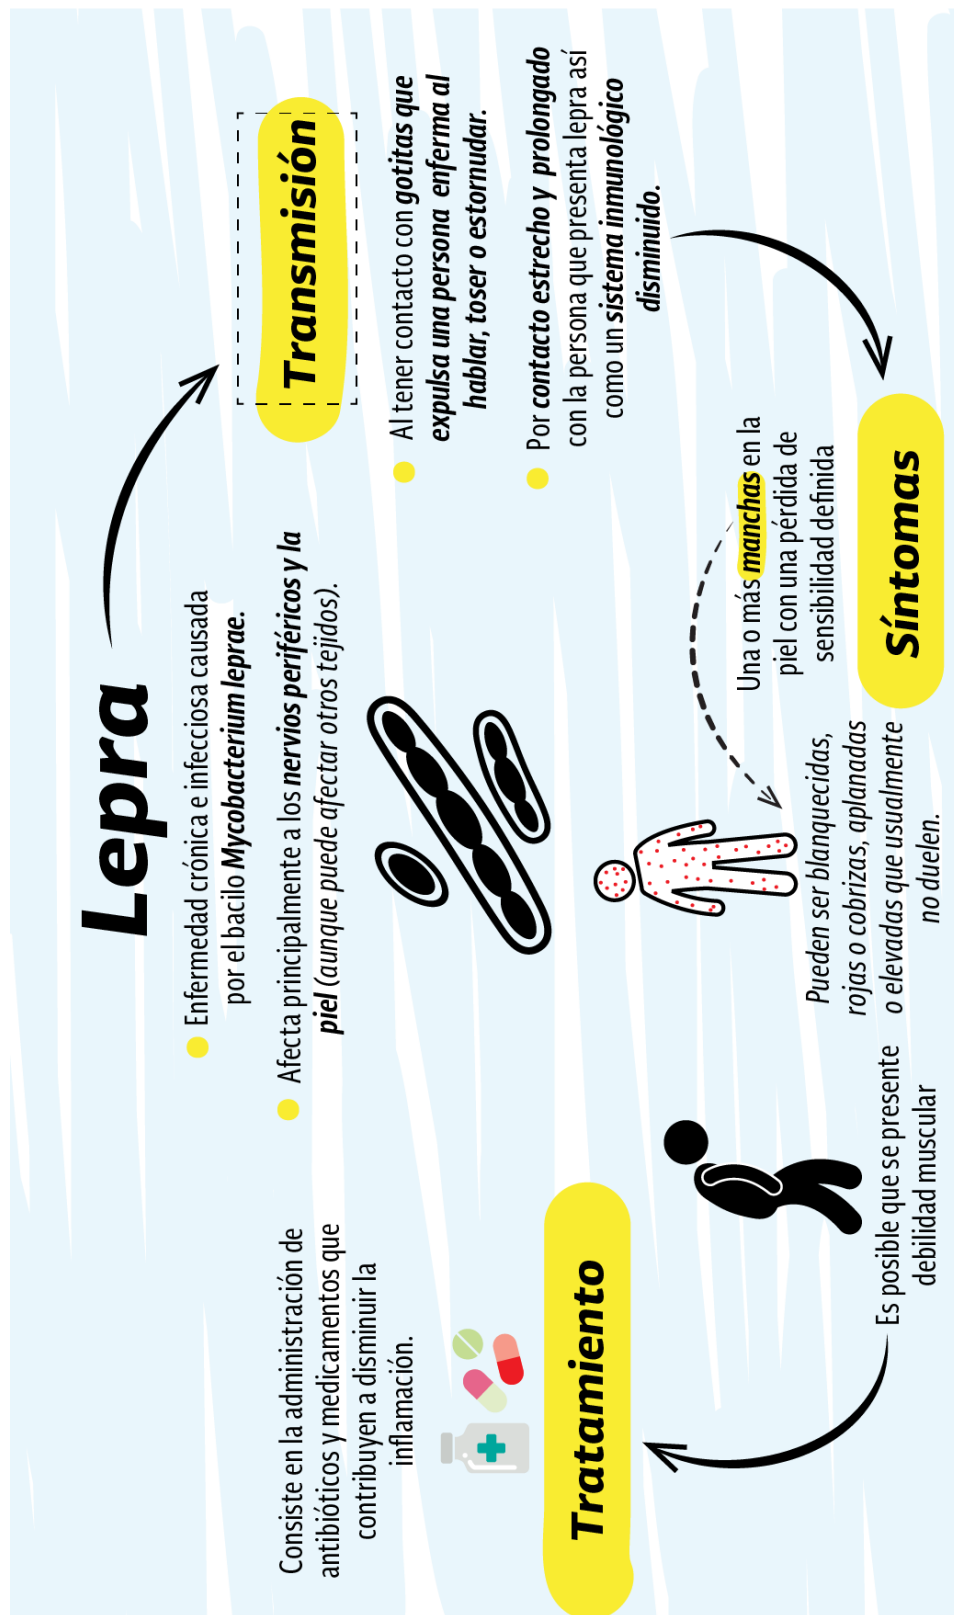 Lepra
Enfermedad crónica e infecciosa causada
por el bacilo Mycobacterium leprae.
Afecta principalmente a los nervios periféricos y la
piel (aunque puede afectar otros tejidos).
Transmisión
Al tener contacto con gotitas que
expulsa una persona enferma al
hablar, toser o estornudar.
Por contacto estrecho y prolongado
con la persona que presenta lepra así
como un sistema inmunológico
disminuido.
Síntomas
Una o más manchas en la
piel con una pérdida de
sensibilidad definida
Pueden ser blanquecidas,
rojas o cobrizas, aplanadas
o elevadas que usualmente
no duelen.
Es posible que se presente
debilidad muscular
Tratamiento
Consiste en la administración de
antibióticos y medicamentos que
contribuyen a disminuir la
inflamación.